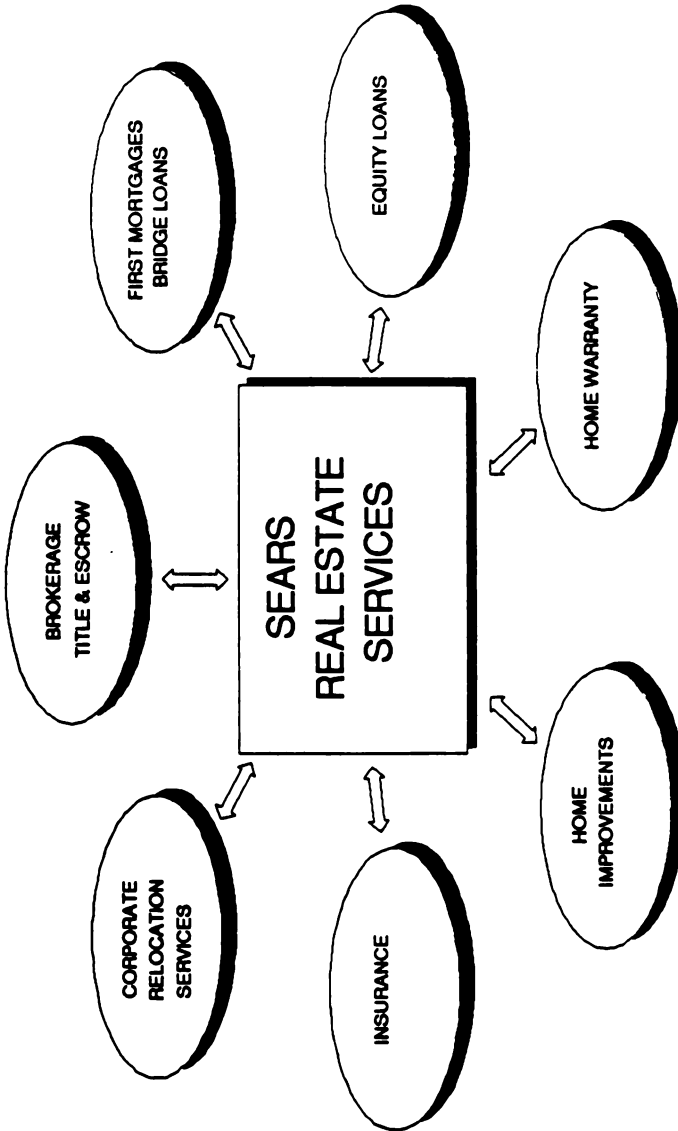 BROKERAGE
TITLE & ESCROW
CORPORATE
RELOCATION
SERVICES
FIRST MORTGAGES
BRIDGE LOANS
SEARS
REAL ESTATE
SERVICES
INSURANCE
EQUITY LOANS
HOME
IMPROVEMENTS
HOME WARRANTY